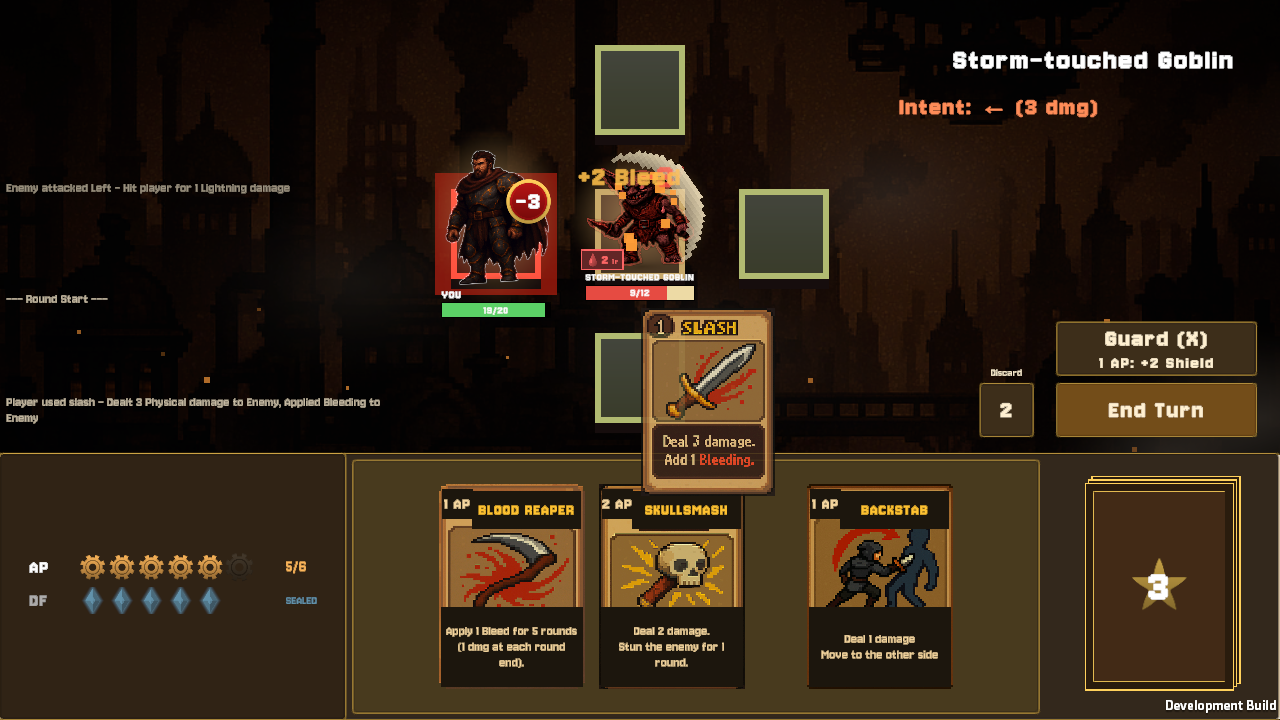 Storm-touched Goblin
Intent: ← (3 dmg)
Enemy attacked Left - Hit player for 1 Lightning damage
--- Round Start ---
Player used slash - Dealt 3 Physical damage to Enemy, Applied Bleeding to
Enemy
-3
YOU
19/20
+2 Bleed
2 1r
STORM-TOUCHED GOBLIN
9/12
1 SLASH
Deal 3 damage.
Add 1 Bleeding.
Discard
2
Guard (X)
1 AP: +2 Shield
End Turn
AP
5/6
DF
SEALED
1 AP BLOOD REAPER
Apply 1 Bleed for 5 rounds
(1 dmg at each round
end).
2 AP SKULLSMASH
Deal 2 damage.
Stun the enemy for 1
round.
1 AP BACKSTAB
Deal 1 damage
Move to the other side
3
Development Build